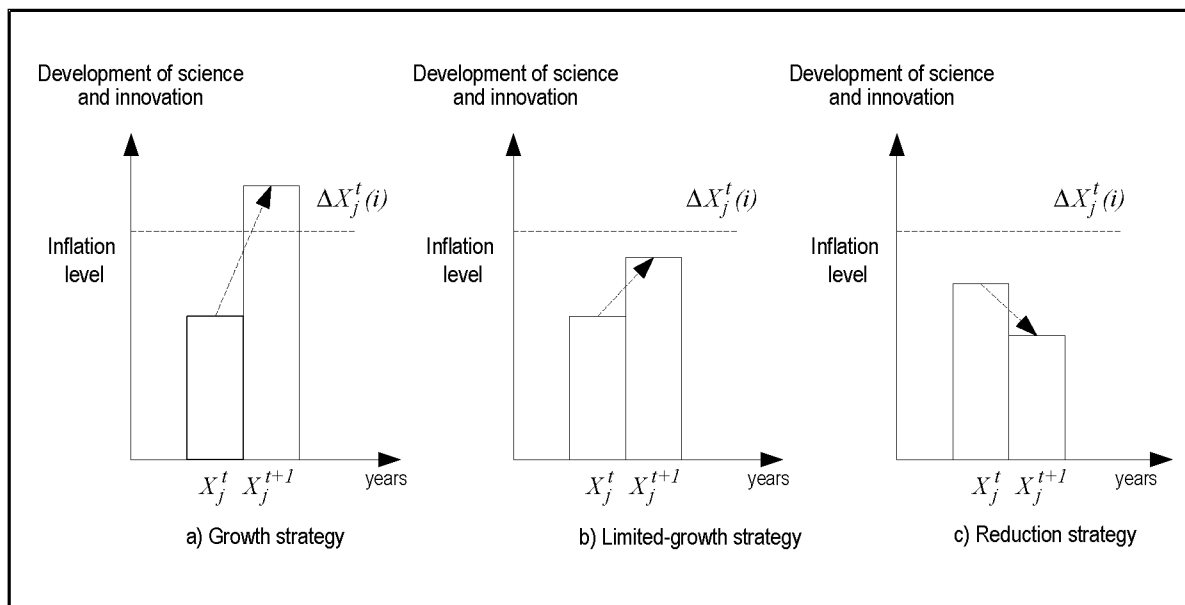 Development of science
and innovation
ΔX_j^t(i)
Inflation
level
X_j^t X_j^{t+1}
years
a) Growth strategy
Development of science
and innovation
ΔX_j^t(i)
Inflation
level
X_j^t X_j^{t+1}
years
b) Limited-growth strategy
Development of science
and innovation
ΔX_j^t(i)
Inflation
level
X_j^t X_j^{t+1}
years
c) Reduction strategy